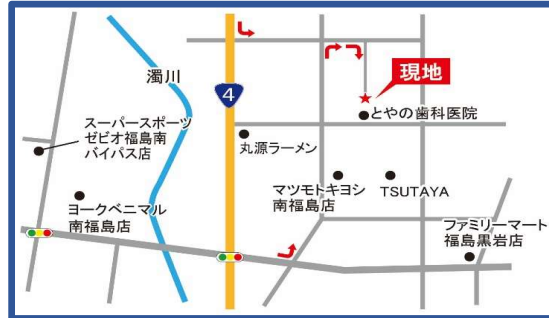 濁川
4
現地
とやの歯科医院
スーパースポーツ
ゼビオ福島南
バイパス店
丸源ラーメン
ヨークベニマル
南福島店
マツモトキヨシ
南福島店
TSUTAYA
ファミリーマート
福島黒岩店